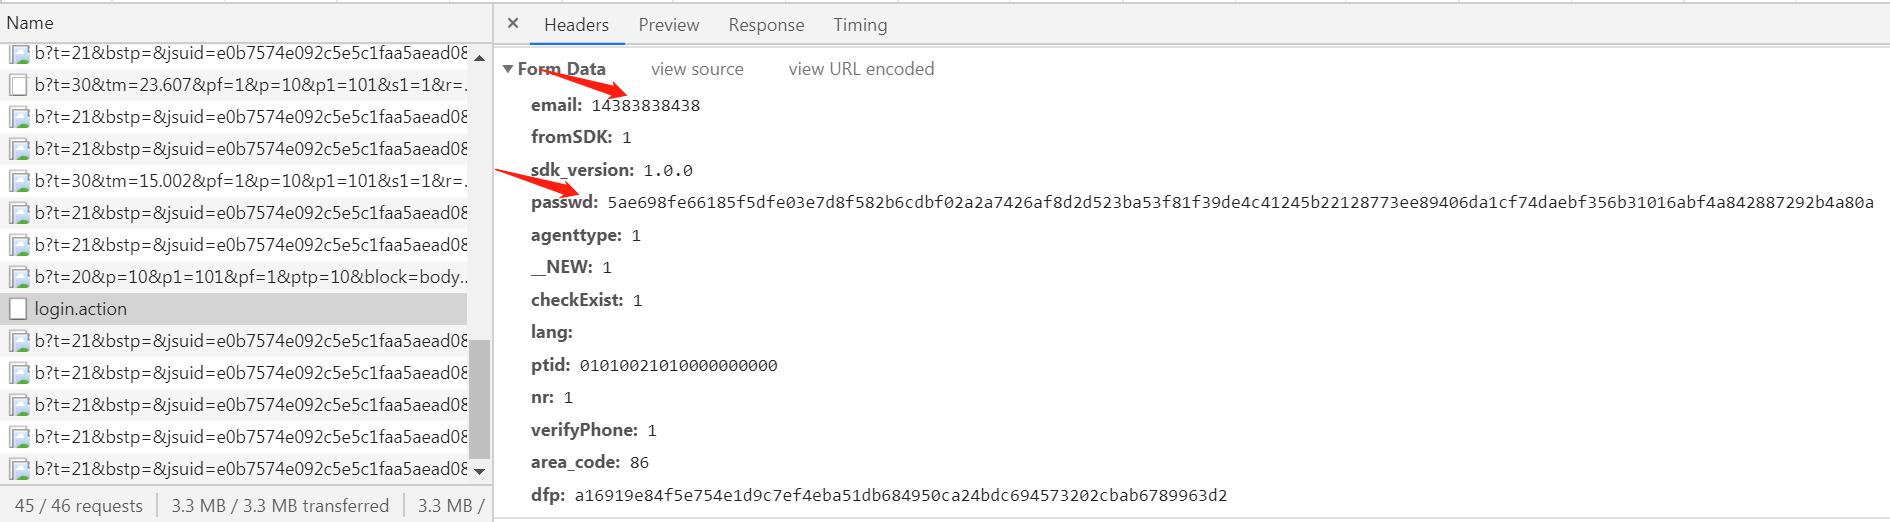 Name
b?t=21&bstp=&jsuid=e0b7574e092c5e5c1faa5aead08
b?t=30&tm=23.607&pf=1&p=10&p1=101&s1=1&r=..
b?t=21&bstp=&jsuid=e0b7574e092c5e5c1faa5aead08
b?t=21&bstp=&jsuid=e0b7574e092c5e5c1faa5aead08
b?t=30&tm=15.002&pf=1&p=10&p1=101&s1=1&r=..
b?t=21&bstp=&jsuid=e0b7574e092c5e5c1faa5aead08
b?t=21&bstp=&jsuid=e0b7574e092c5e5c1faa5aead08
b?t=20&p=10&p1=101&pf=1&ptp=10&block=body..
login.action
b?t=21&bstp=&jsuid=e0b7574e092c5e5c1faa5aead08
b?t=21&bstp=&jsuid=e0b7574e092c5e5c1faa5aead08
b?t=21&bstp=&jsuid=e0b7574e092c5e5c1faa5aead08
b?t=21&bstp=&jsuid=e0b7574e092c5e5c1faa5aead08
b?t=21&bstp=&jsuid=e0b7574e092c5e5c1faa5aead08
45 / 46 requests 3.3 MB / 3.3 MB transferred 3.3 MB /
× Headers Preview Response Timing
Form Data view source view URL encoded
email: 14383838438
fromSDK: 1
sdk_version: 1.0.0
passwd: 5ae698fe66185f5dfe03e7d8f582b6cdbf02a2a7426af8d2d523ba53f81f39de4c41245b22128773ee89406da1cf74daebf356b31016abf4a842887292b4a80a
agenttype: 1
__NEW: 1
checkExist: 1
lang:
ptid: 01010021010000000000
nr: 1
verifyPhone: 1
area_code: 86
dfp: a16919e84f5e754e1d9c7ef4eba51db684950ca24bdc694573202cbab6789963d2